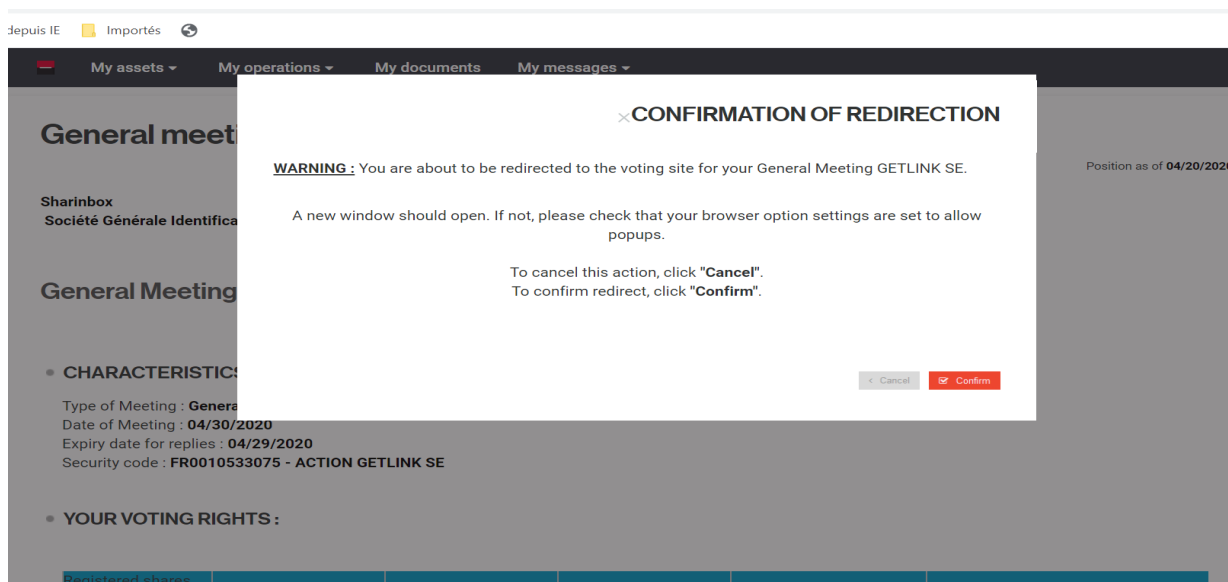 depuis IE Importés
My assets My operations My documents My messages
CONFIRMATION OF REDIRECTION
General meeti
WARNING : You are about to be redirected to the voting site for your General Meeting GETLINK SE.
Position as of 04/20/2020
Sharinbox
Société Générale Identifica
A new window should open. If not, please check that your browser option settings are set to allow
popups.
To cancel this action, click "Cancel".
To confirm redirect, click "Confirm".
General Meeting
CHARACTERISTICS
< Cancel Confirm
Type of Meeting : Genera
Date of Meeting : 04/30/2020
Expiry date for replies : 04/29/2020
Security code : FR0010533075 - ACTION GETLINK SE
YOUR VOTING RIGHTS :
Registered shares